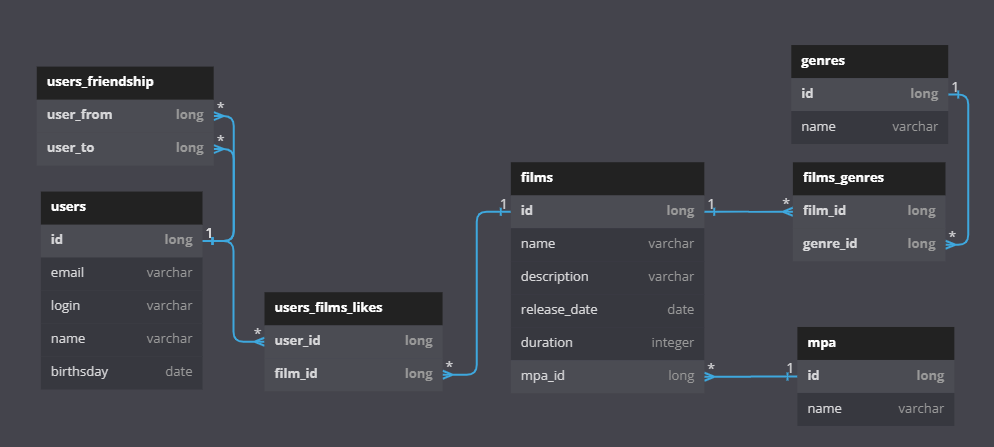 users_friendship
user_from long *
user_to long *
users
id long 1
email varchar
login varchar
name varchar
birthsday date
users_films_likes
* user_id long
film_id long *
films
1 id long 1
name varchar
description varchar
release_date date
duration integer
mpa_id long *
genres
id long 1
name varchar
films_genres
* film_id long
genre_id long *
mpa
1 id long
name varchar